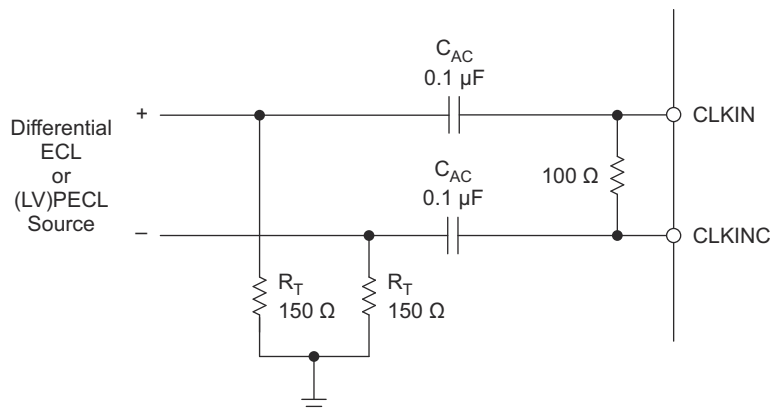 C_AC
0.1 µF
+
CLKIN
Differential
ECL
or
(LV)PECL
Source
C_AC
0.1 µF
100 Ω
–
CLKINC
R_T
150 Ω
R_T
150 Ω